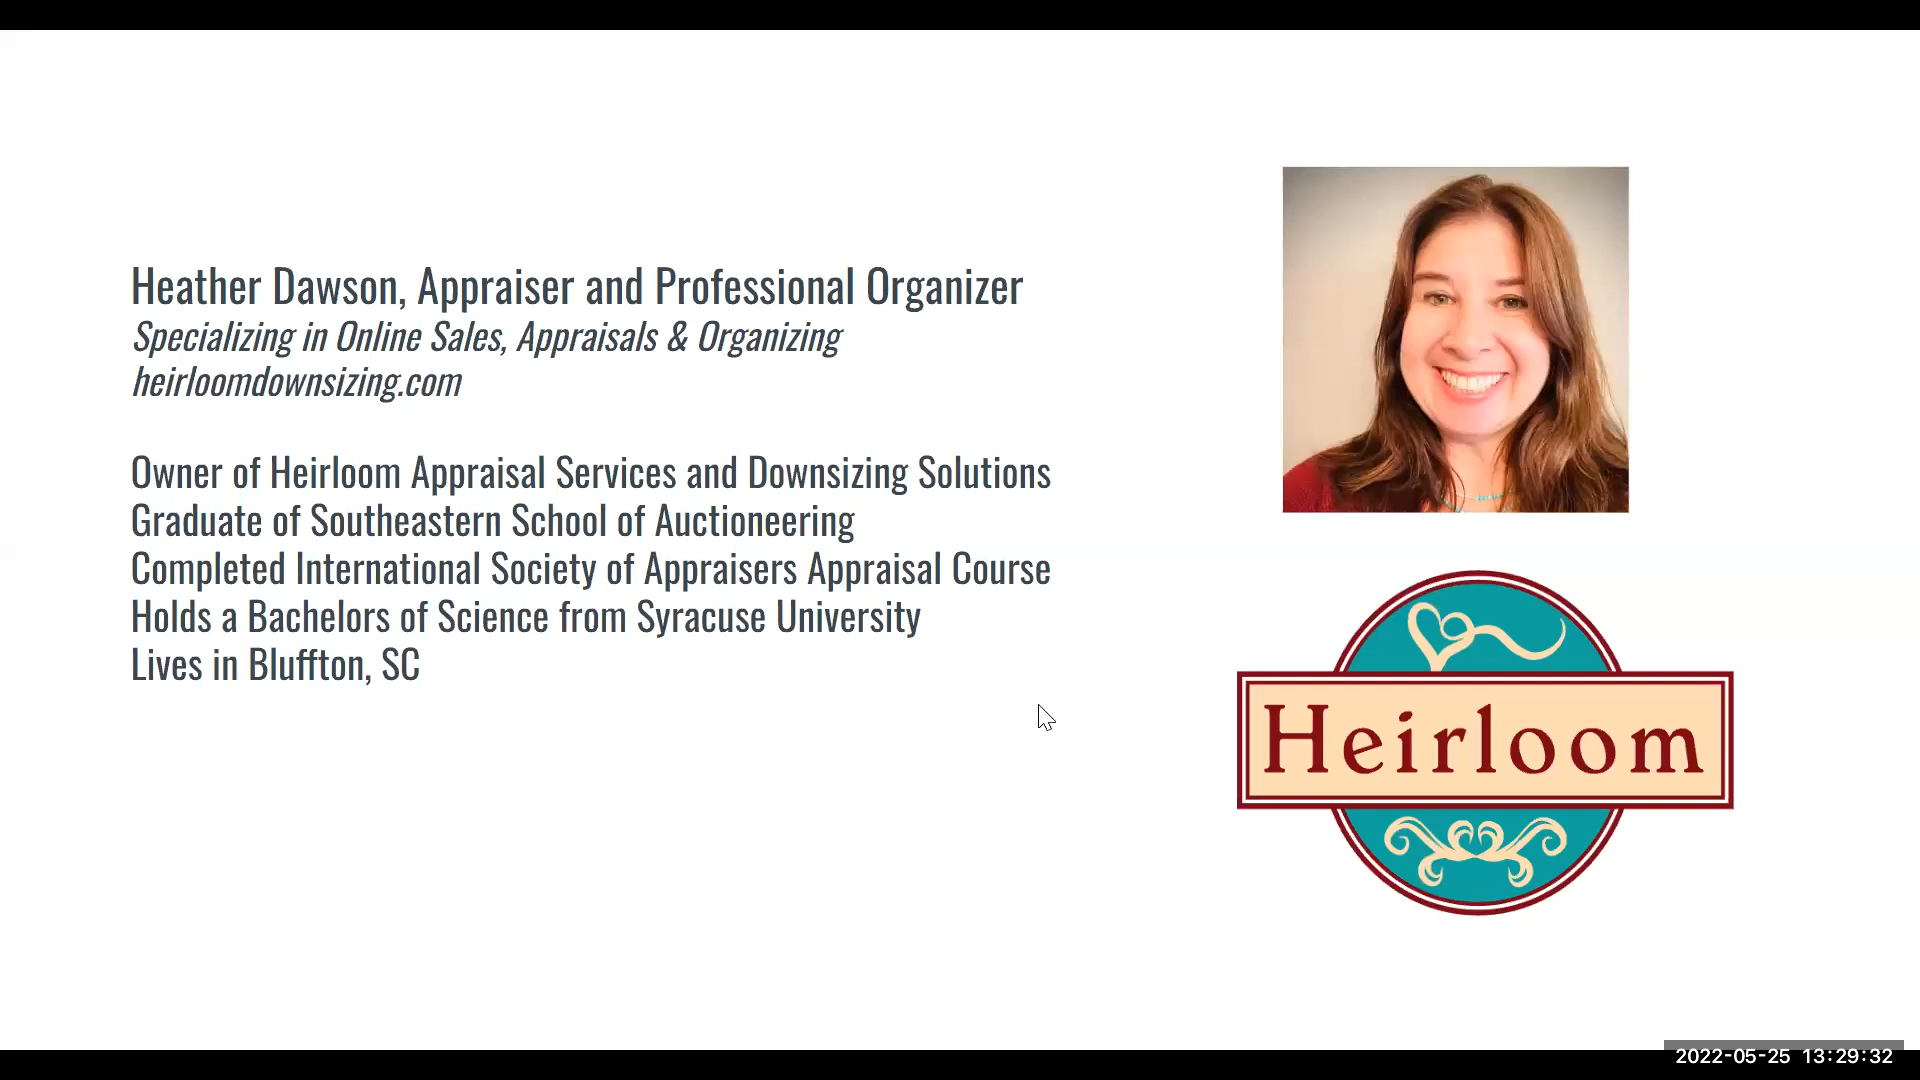 Heather Dawson, Appraiser and Professional Organizer
Specializing in Online Sales, Appraisals & Organizing
heirloomdownsizing.com
Owner of Heirloom Appraisal Services and Downsizing Solutions
Graduate of Southeastern School of Auctioneering
Completed International Society of Appraisers Appraisal Course
Holds a Bachelors of Science from Syracuse University
Lives in Bluffton, SC
Heirloom
2022-05-25 13:29:32